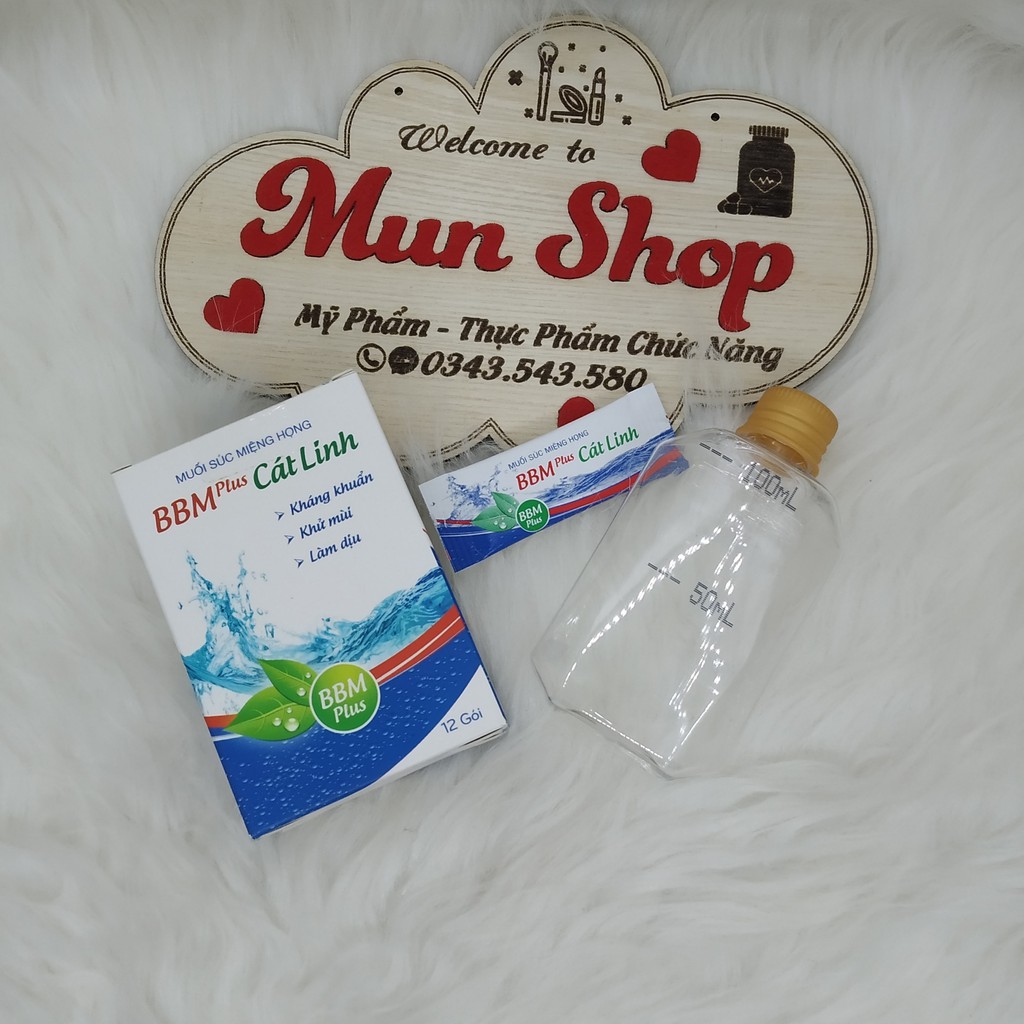 Welcome to
Mun Shop
Mỹ Phẩm - Thực Phẩm Chức Năng
0343.543.580
MUỐI SÚC MIỆNG HỌNG
BBM Plus Cát Linh
Kháng khuẩn
Khử mùi
Làm dịu
BBM
Plus
12 Gói
MUỐI SÚC MIỆNG HỌNG
BBM Plus Cát Linh
BBM
Plus
100mL
50mL